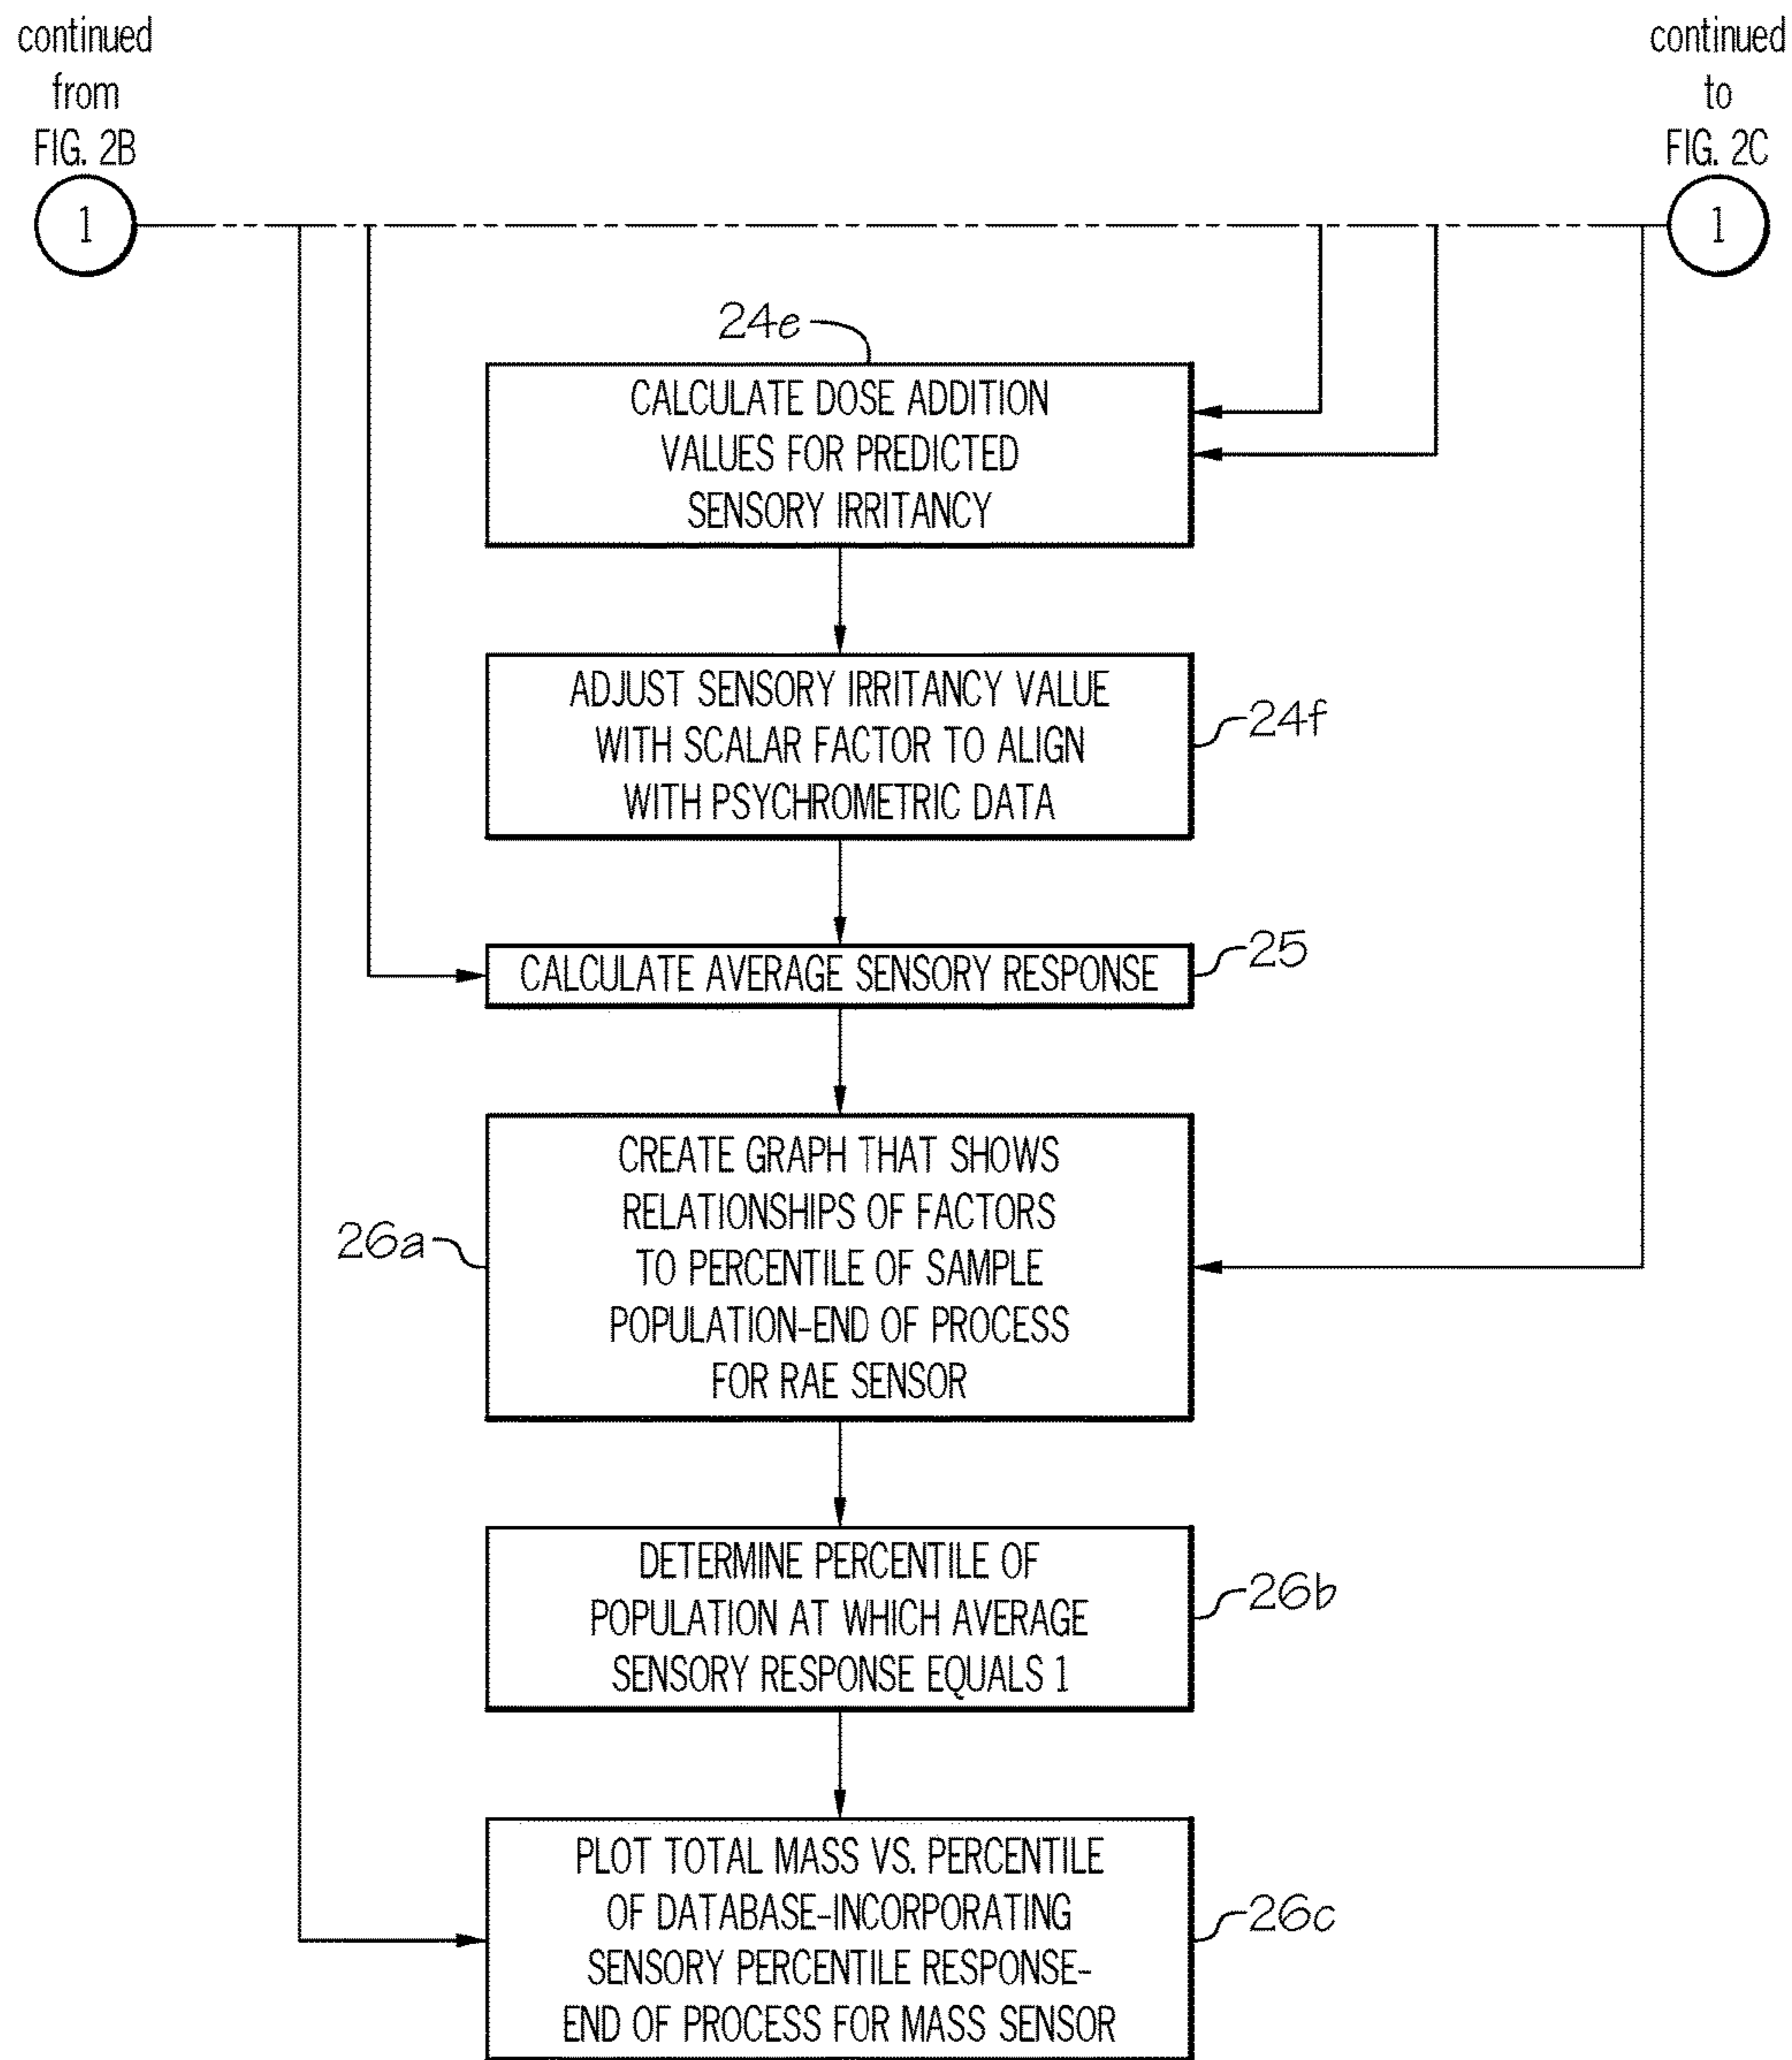 continued
from
FIG. 2B
1
continued
to
FIG. 2C
1
24e
CALCULATE DOSE ADDITION
VALUES FOR PREDICTED
SENSORY IRRITANCY
ADJUST SENSORY IRRITANCY VALUE
WITH SCALAR FACTOR TO ALIGN
WITH PSYCHROMETRIC DATA
24f
CALCULATE AVERAGE SENSORY RESPONSE
25
CREATE GRAPH THAT SHOWS
RELATIONSHIPS OF FACTORS
TO PERCENTILE OF SAMPLE
POPULATION-END OF PROCESS
FOR RAE SENSOR
26a
DETERMINE PERCENTILE OF
POPULATION AT WHICH AVERAGE
SENSORY RESPONSE EQUALS 1
26b
PLOT TOTAL MASS VS. PERCENTILE
OF DATABASE-INCORPORATING
SENSORY PERCENTILE RESPONSE-
END OF PROCESS FOR MASS SENSOR
26c